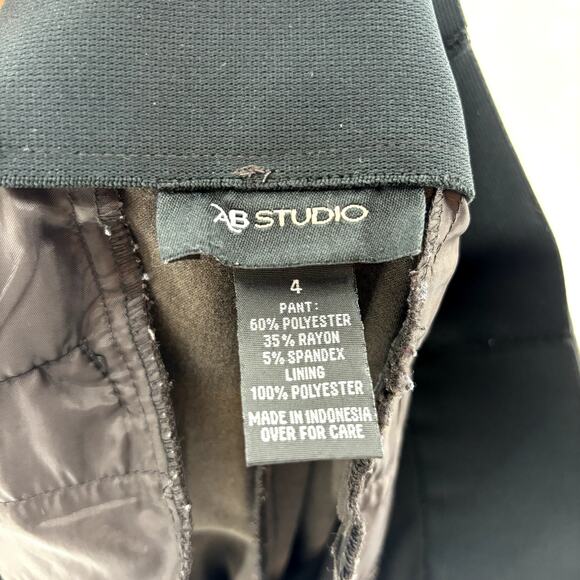 AB STUDIO
4
PANT:
60% POLYESTER
35% RAYON
5% SPANDEX
LINING
100% POLYESTER
MADE IN INDONESIA
OVER FOR CARE